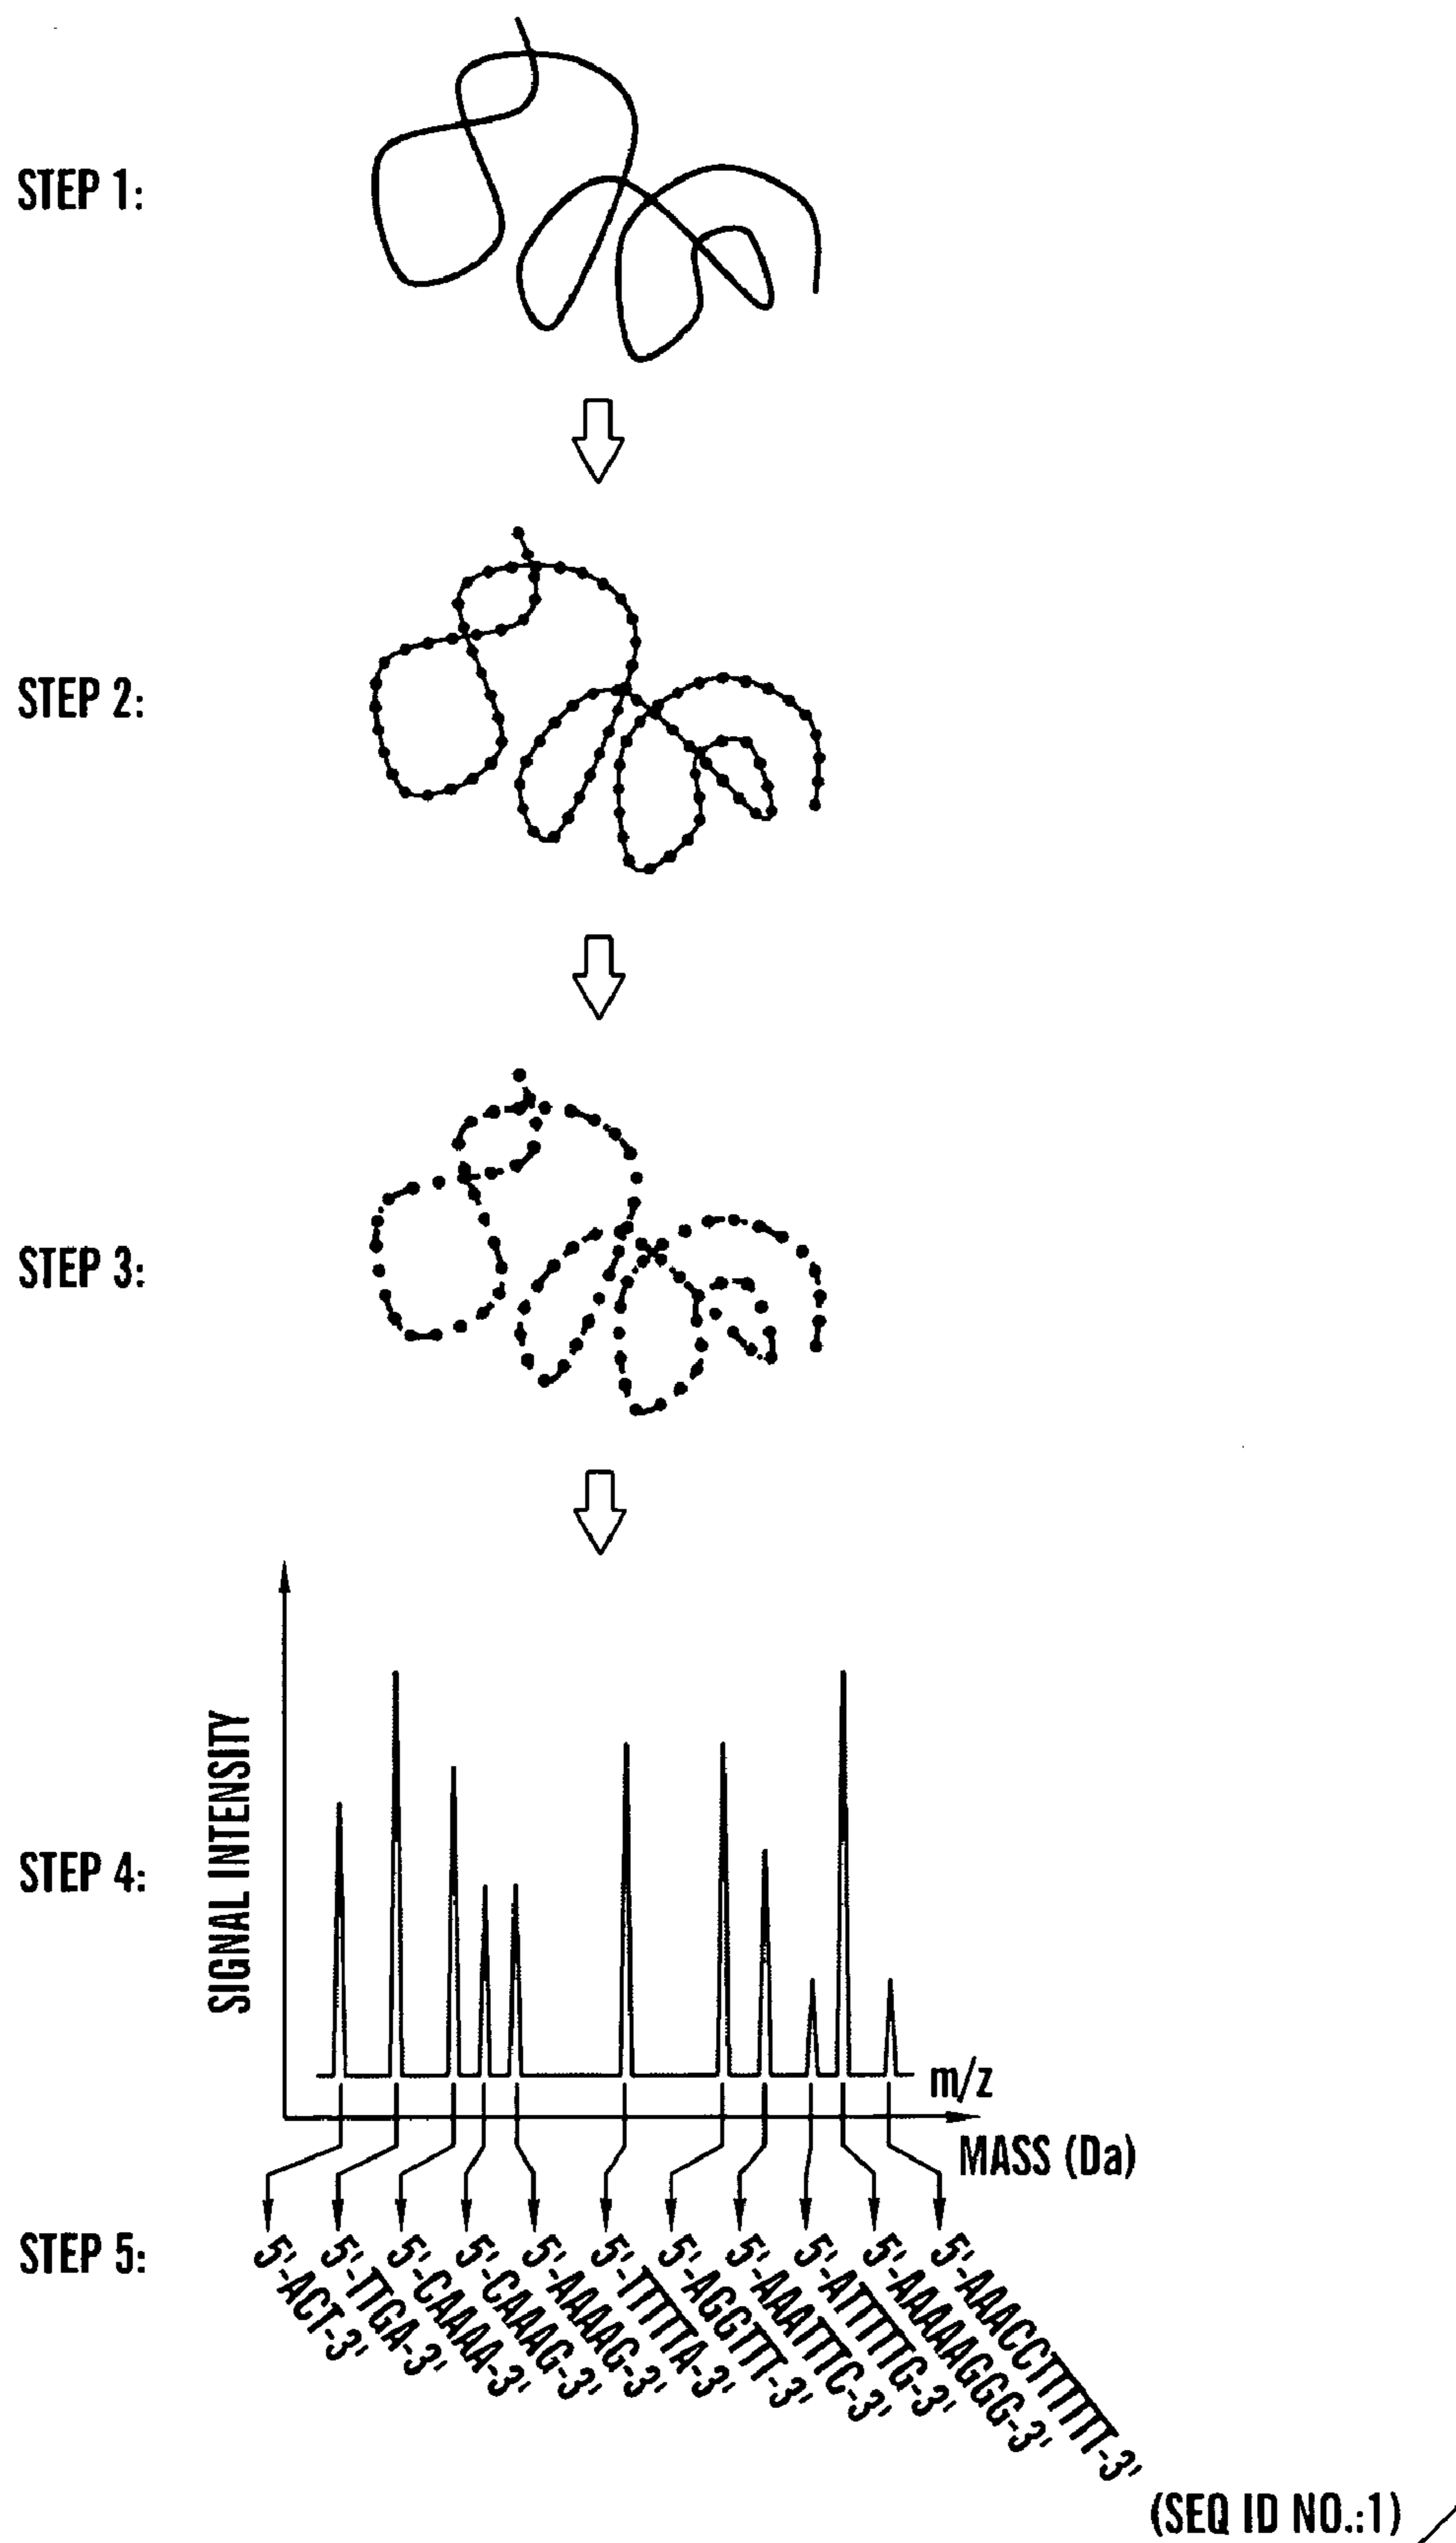 STEP 1:
STEP 2:
STEP 3:
STEP 4:
SIGNAL INTENSITY
m/z
MASS (Da)
STEP 5:
5'-ACT-3'
5'-TTGA-3'
5'-CAAAA-3'
5'-CAAAG-3'
5'-AAAAG-3'
5'-TTTTTA-3'
5'-AGGTTT-3'
5'-AAATTTC-3'
5'-ATTTTTG-3'
5'-AAAAAGGG-3'
5'-AAACCTTTTTT-3'
(SEQ ID NO.:1)